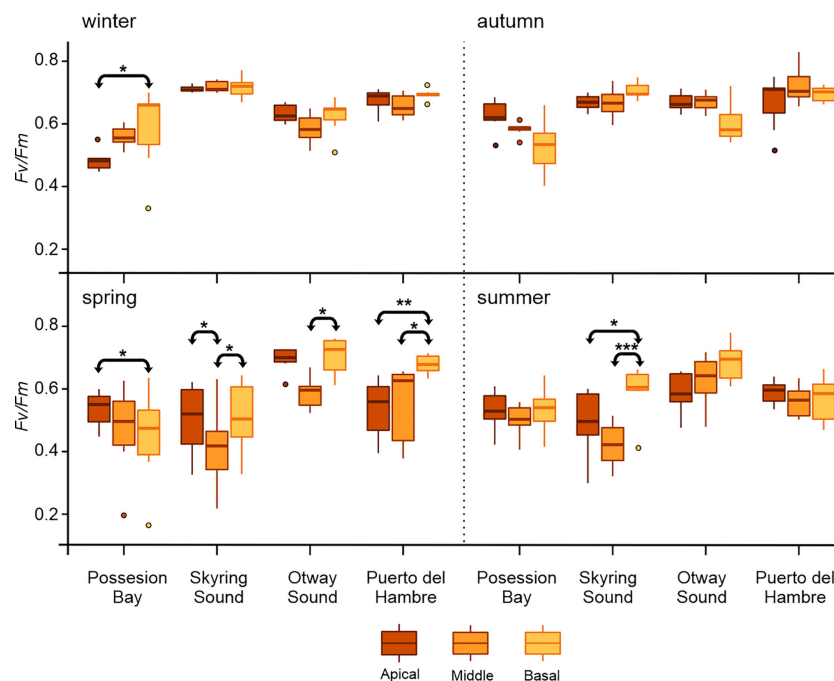 winter
autumn
Fv/Fm
0.8
0.6
0.4
0.2
*
spring
summer
Fv/Fm
0.8
0.6
0.4
0.2
*
*
*
*
**
*
*
***
Possesion Bay
Skyring Sound
Otway Sound
Puerto del Hambre
Posession Bay
Skyring Sound
Otway Sound
Puerto del Hambre
Apical
Middle
Basal